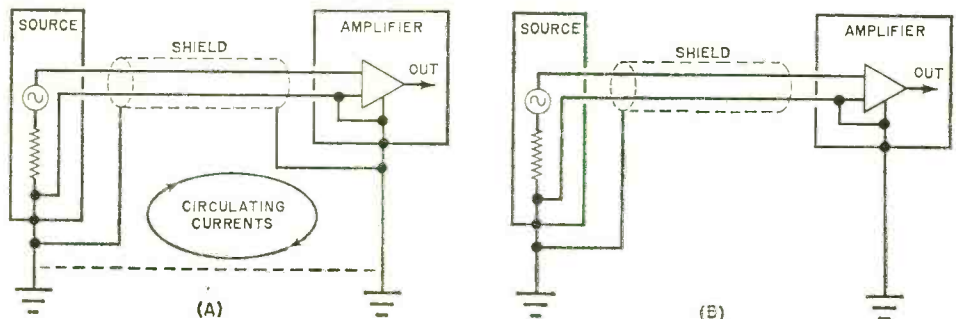 SOURCE
SHIELD
AMPLIFIER
OUT
CIRCULATING
CURRENTS
(A)
SOURCE
SHIELD
AMPLIFIER
OUT
(B)